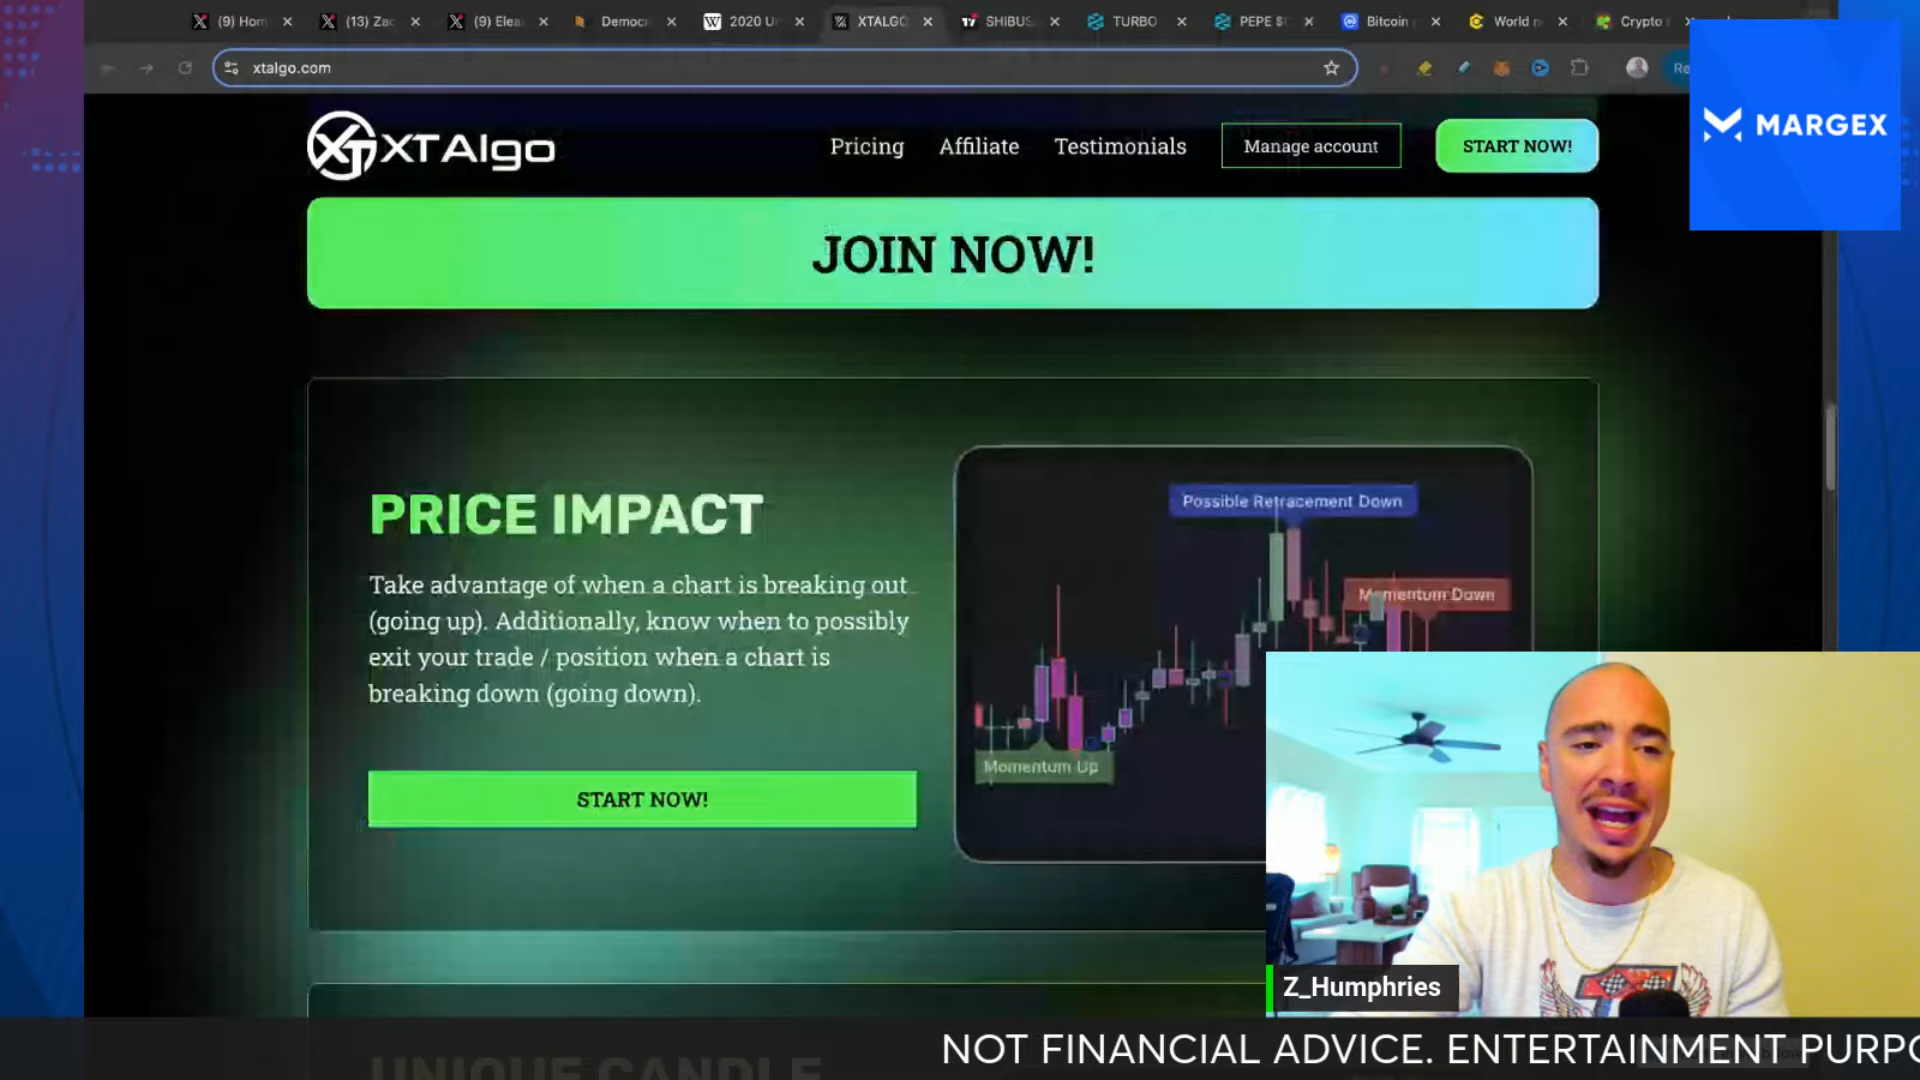 (9) Hom
(13) Zac
(9) Elea
Democr
2020 U
XTALGO
SHIBUS
TURBO
PEPE $
Bitcoin
World
Crypto
xtalgo.com
Re
MARGEX
XTAlgo
Pricing
Affiliate
Testimonials
Manage account
START NOW!
JOIN NOW!
PRICE IMPACT
Take advantage of when a chart is breaking out
(going up). Additionally, know when to possibly
exit your trade / position when a chart is
breaking down (going down).
START NOW!
Possible Retracement Down
Momentum Down
Momentum Up
Z_Humphries
UNIQUE CANDLE
NOT FINANCIAL ADVICE. ENTERTAINMENT PURPO